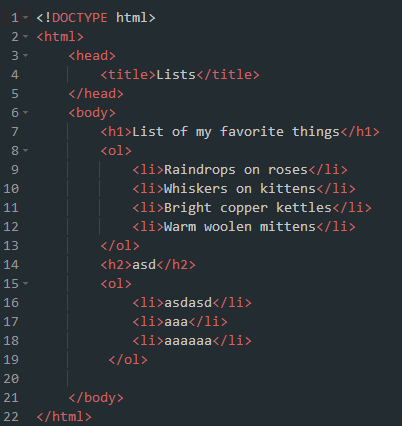 1 <!DOCTYPE html>
2 <html>
3     <head>
4         <title>Lists</title>
5     </head>
6     <body>
7         <h1>List of my favorite things</h1>
8         <ol>
9             <li>Raindrops on roses</li>
10             <li>Whiskers on kittens</li>
11             <li>Bright copper kettles</li>
12             <li>Warm woolen mittens</li>
13         </ol>
14         <h2>asd</h2>
15         <ol>
16             <li>asdasd</li>
17             <li>aaa</li>
18             <li>aaaaaa</li>
19          </ol>
20
21     </body>
22 </html>